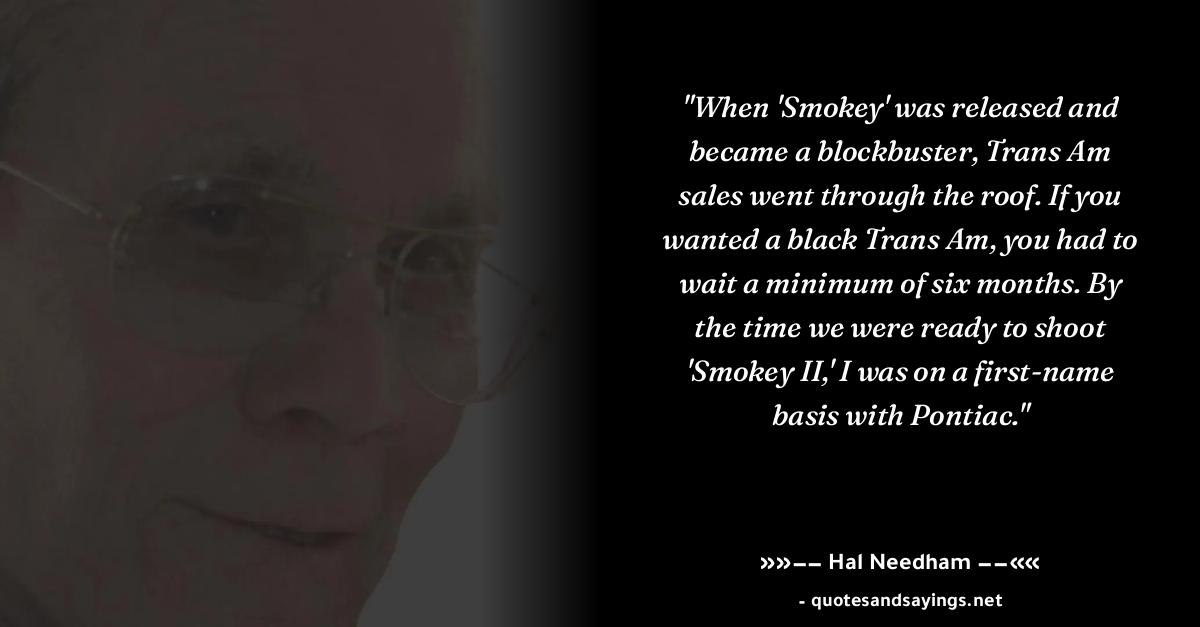 "When 'Smokey' was released and
became a blockbuster, Trans Am
sales went through the roof. If you
wanted a black Trans Am, you had to
wait a minimum of six months. By
the time we were ready to shoot
'Smokey II,' I was on a first-name
basis with Pontiac."
»»−− Hal Needham −−««
- quotesandsayings.net